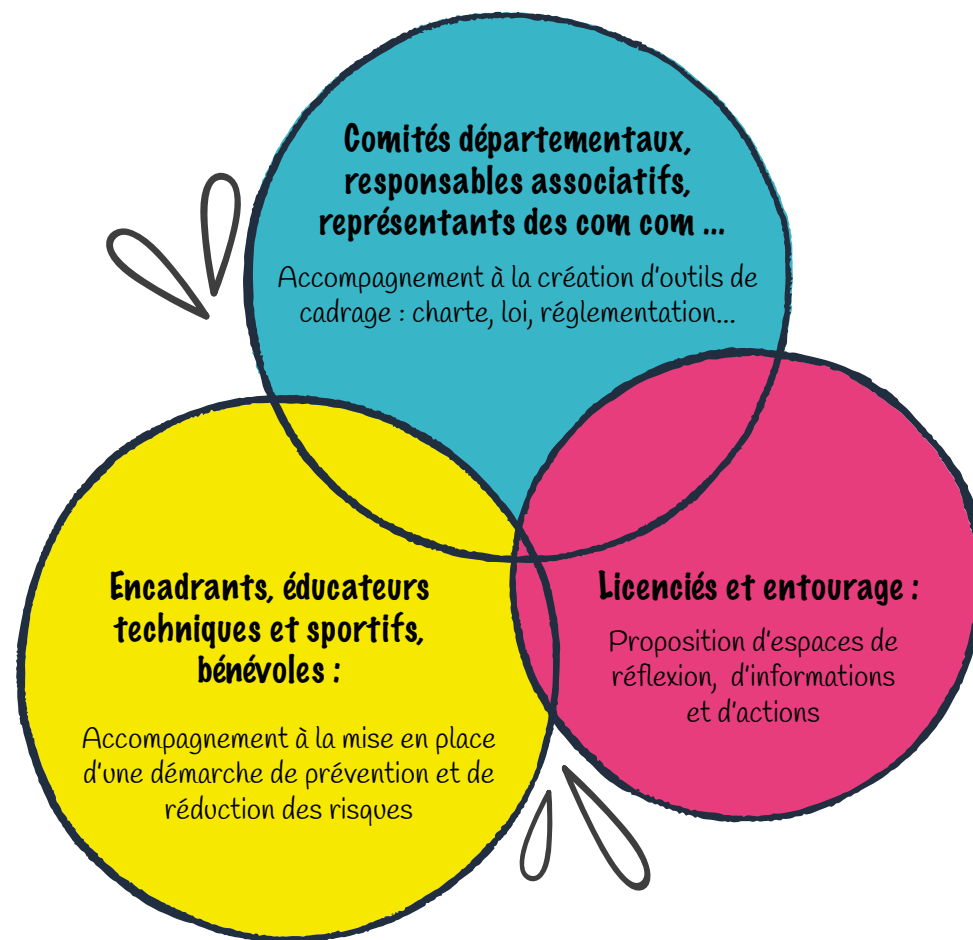 Comités départementaux,
responsables associatifs,
représentants des com com ...
Accompagnement à la création d'outils de
cadrage : charte, loi, réglementation...
Encadrants, éducateurs
techniques et sportifs,
bénévoles :
Accompagnement à la mise en place
d'une démarche de prévention et de
réduction des risques
Licenciés et entourage :
Proposition d'espaces de
réflexion, d'informations
et d'actions